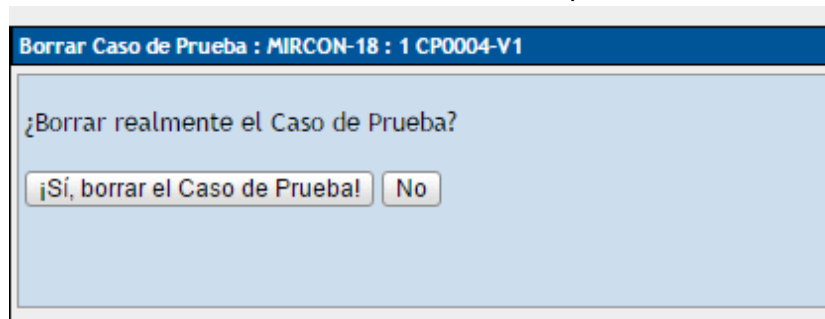 Borrar Caso de Prueba : MIRCON-18 : 1 CP0004-V1
¿Borrar realmente el Caso de Prueba?
¡Sí, borrar el Caso de Prueba! No